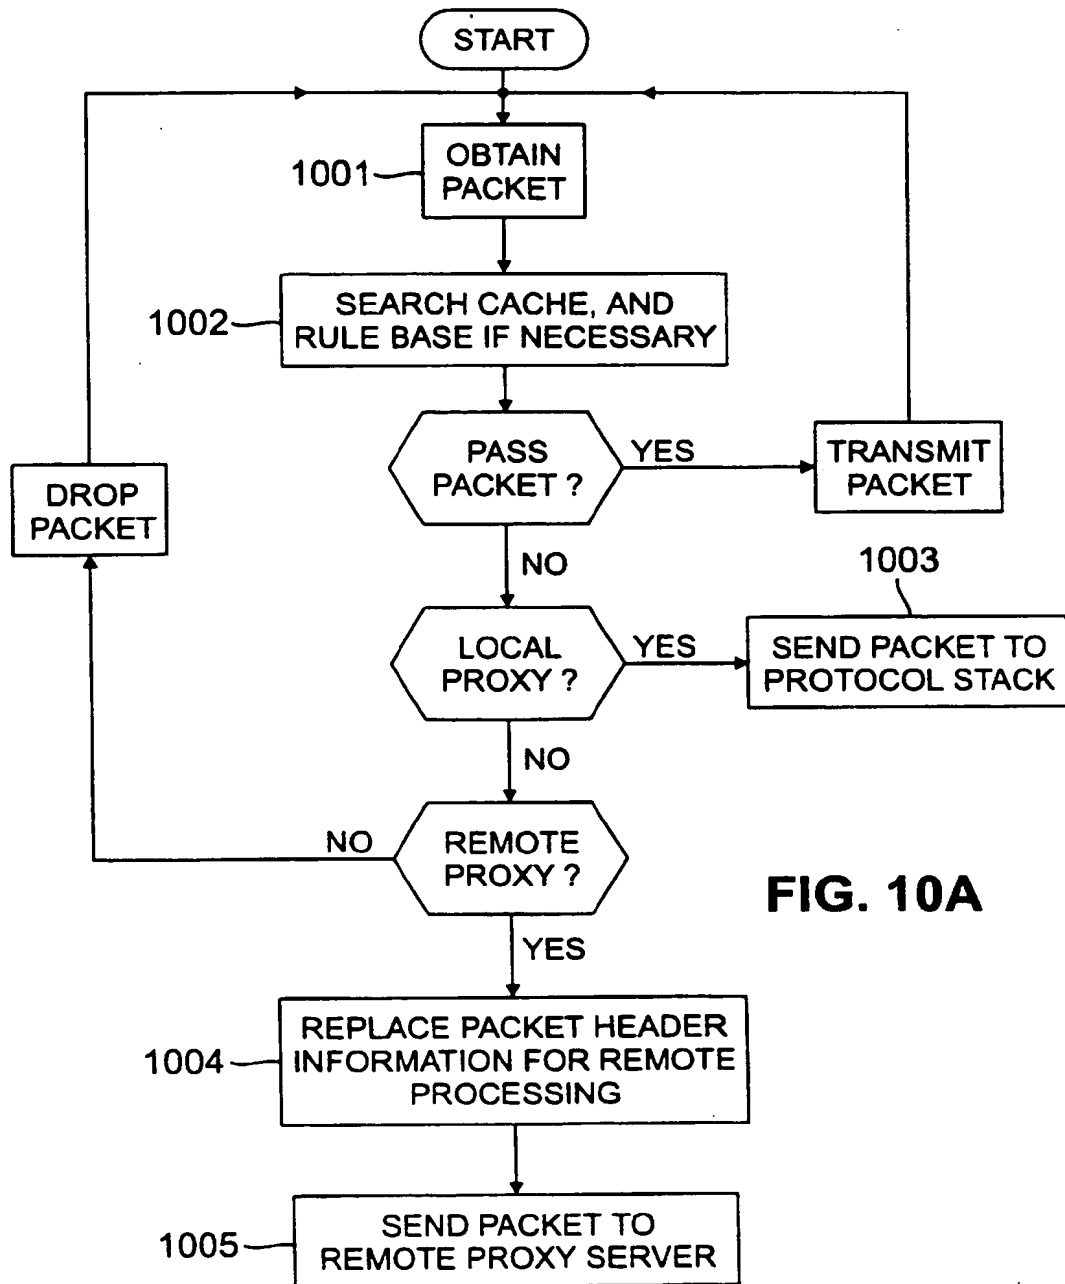 START
1001
OBTAIN
PACKET
1002
SEARCH CACHE, AND
RULE BASE IF NECESSARY
PASS
PACKET ?
YES
TRANSMIT
PACKET
DROP
PACKET
NO
1003
LOCAL
PROXY ?
YES
SEND PACKET TO
PROTOCOL STACK
NO
NO
REMOTE
PROXY ?
FIG. 10A
YES
1004
REPLACE PACKET HEADER
INFORMATION FOR REMOTE
PROCESSING
1005
SEND PACKET TO
REMOTE PROXY SERVER